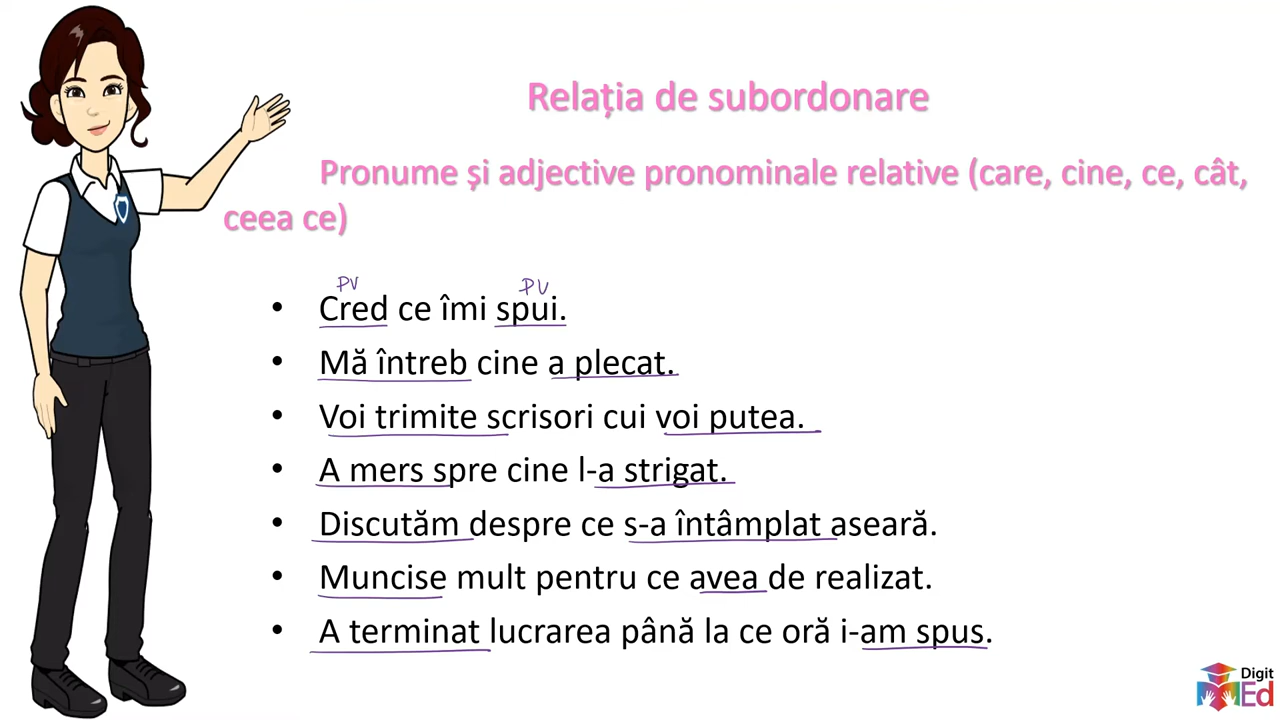 Relația de subordonare
Pronume și adjective pronominale relative (care, cine, ce, cât,
ceea ce)
PV PV
• Cred ce îmi spui.
• Mă întreb cine a plecat.
• Voi trimite scrisori cui voi putea.
• A mers spre cine l-a strigat.
• Discutăm despre ce s-a întâmplat aseară.
• Muncise mult pentru ce avea de realizat.
• A terminat lucrarea până la ce oră i-am spus.
Digit
Ed